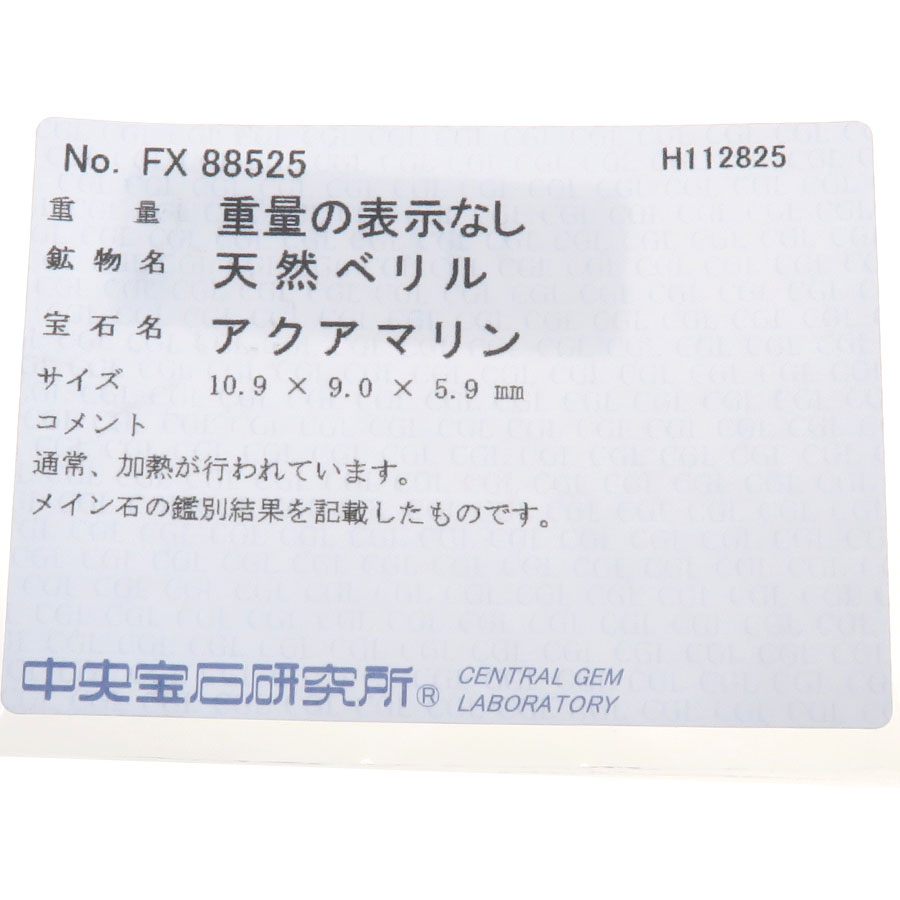 No. FX 88525 H112825
重量 重量の表示なし
鉱物名 天然ベリル
宝石名 アクアマリン
サイズ 10.9 × 9.0 × 5.9 mm
コメント
通常、加熱が行われています。
メイン石の鑑別結果を記載したものです。
中央宝石研究所® CENTRAL GEM
LABORATORY